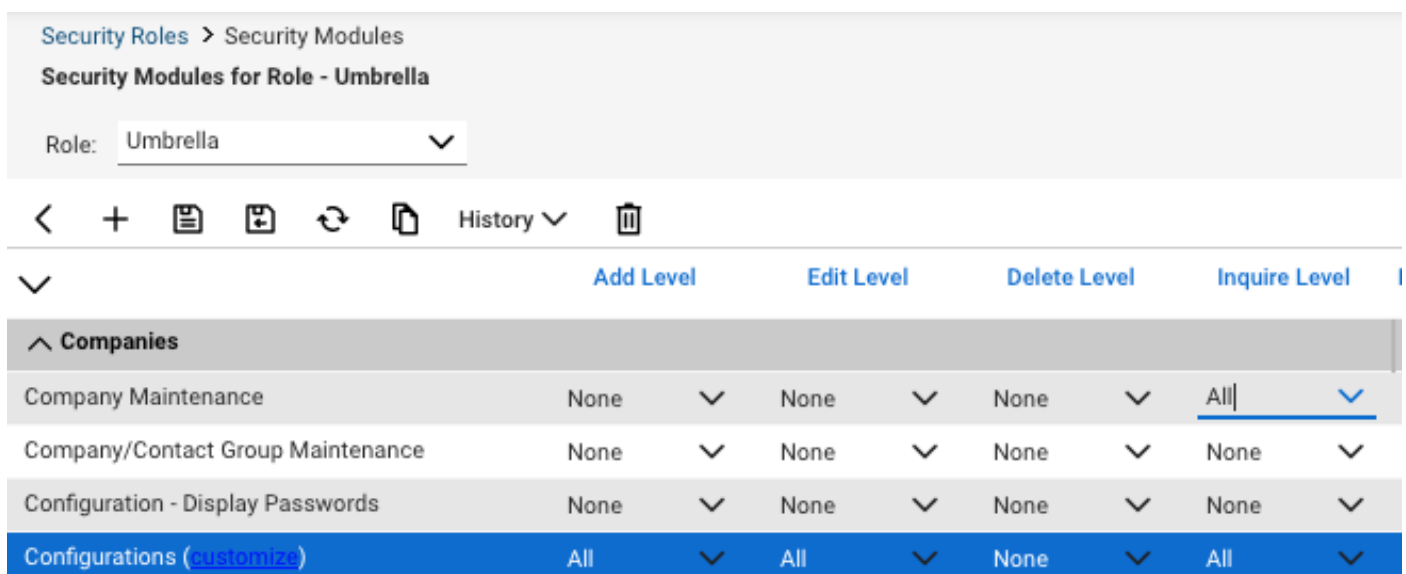 Security Roles > Security Modules
Security Modules for Role - Umbrella
Role: Umbrella
History
Add Level Edit Level Delete Level Inquire Level
Companies
Company Maintenance None None None All
Company/Contact Group Maintenance None None None None
Configuration - Display Passwords None None None None
Configurations (customize) All All None All